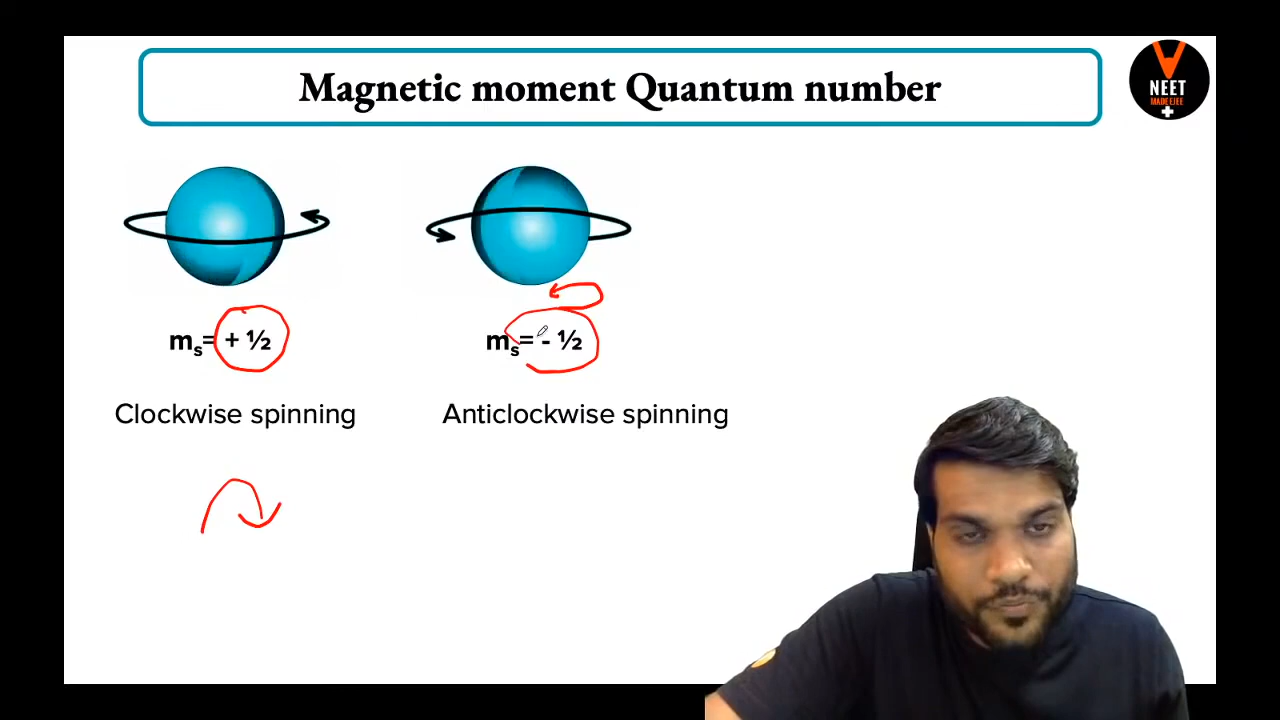 Magnetic moment Quantum number
NEET
MADE EJEE
ms= + ½
ms= - ½
Clockwise spinning
Anticlockwise spinning